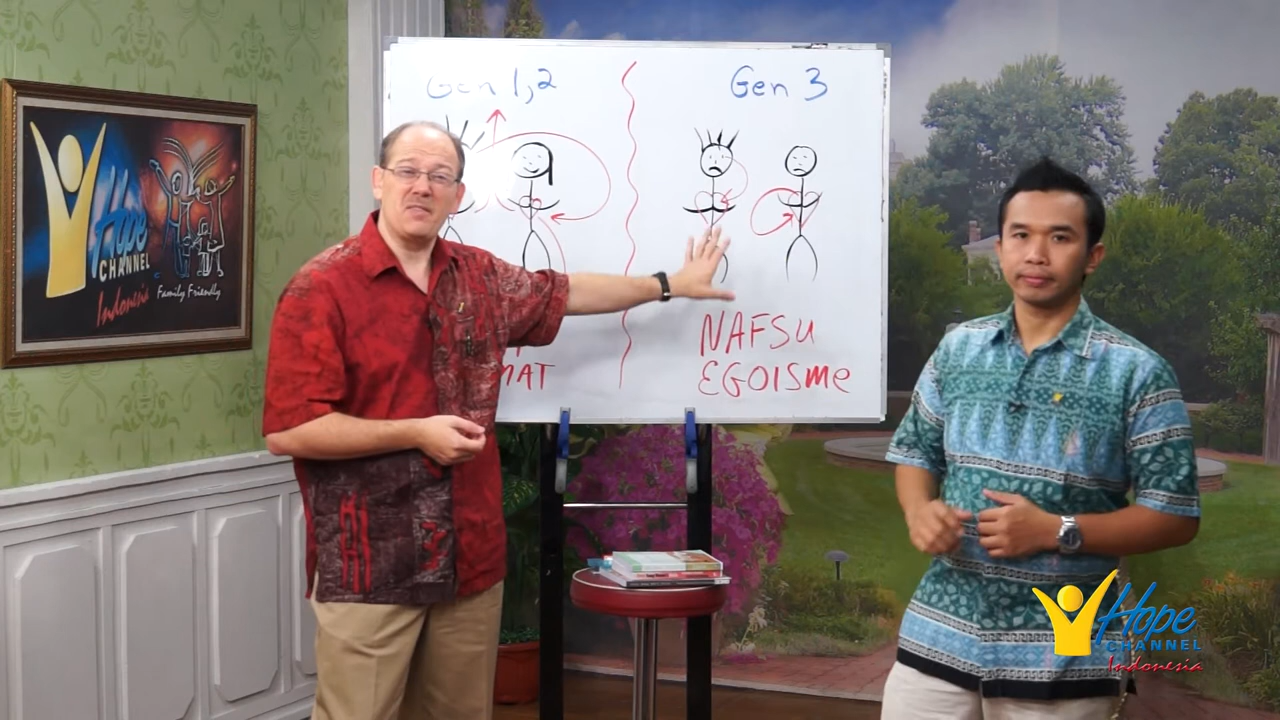 Gen 1,2
Gen 3
NAFSU
EGOISME
Hope
CHANNEL
Indonesia
Family Friendly
Hope
CHANNEL
Indonesia